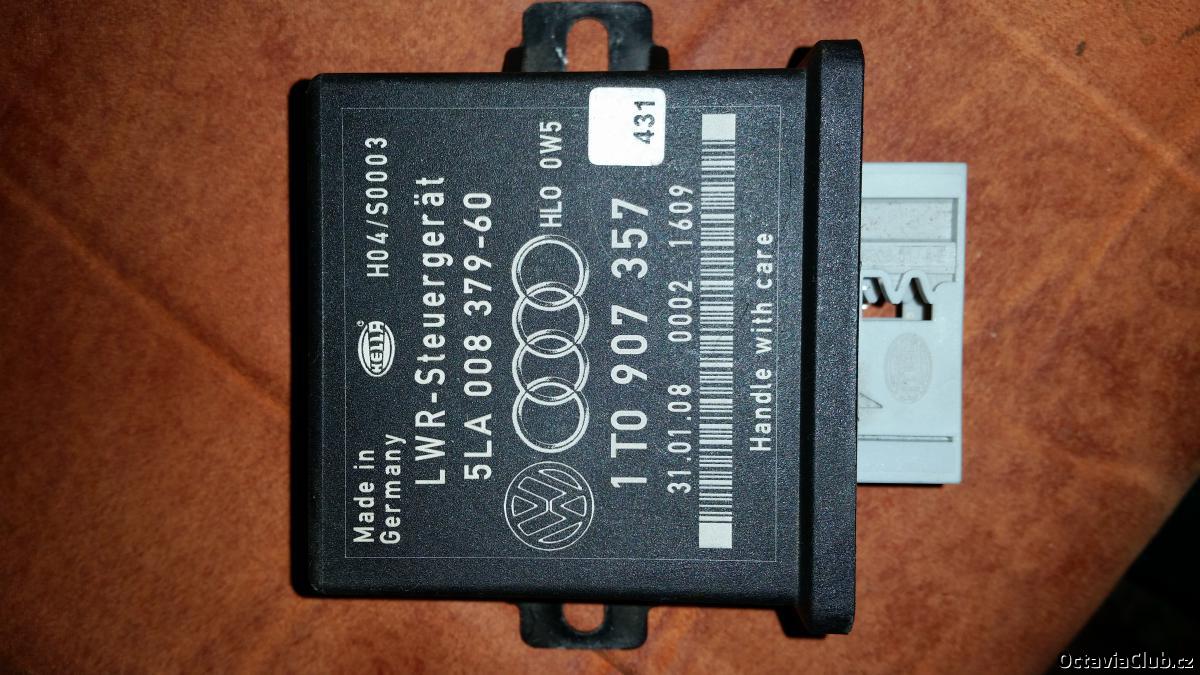 Made in
Germany
HELLA
H04/S0003
LWR-Steuergerät
5LA 008 379-60
HLO 0W5
1T0 907 357
431
31.01.08 0002 1609
Handle with care
OctaviaClub.cz